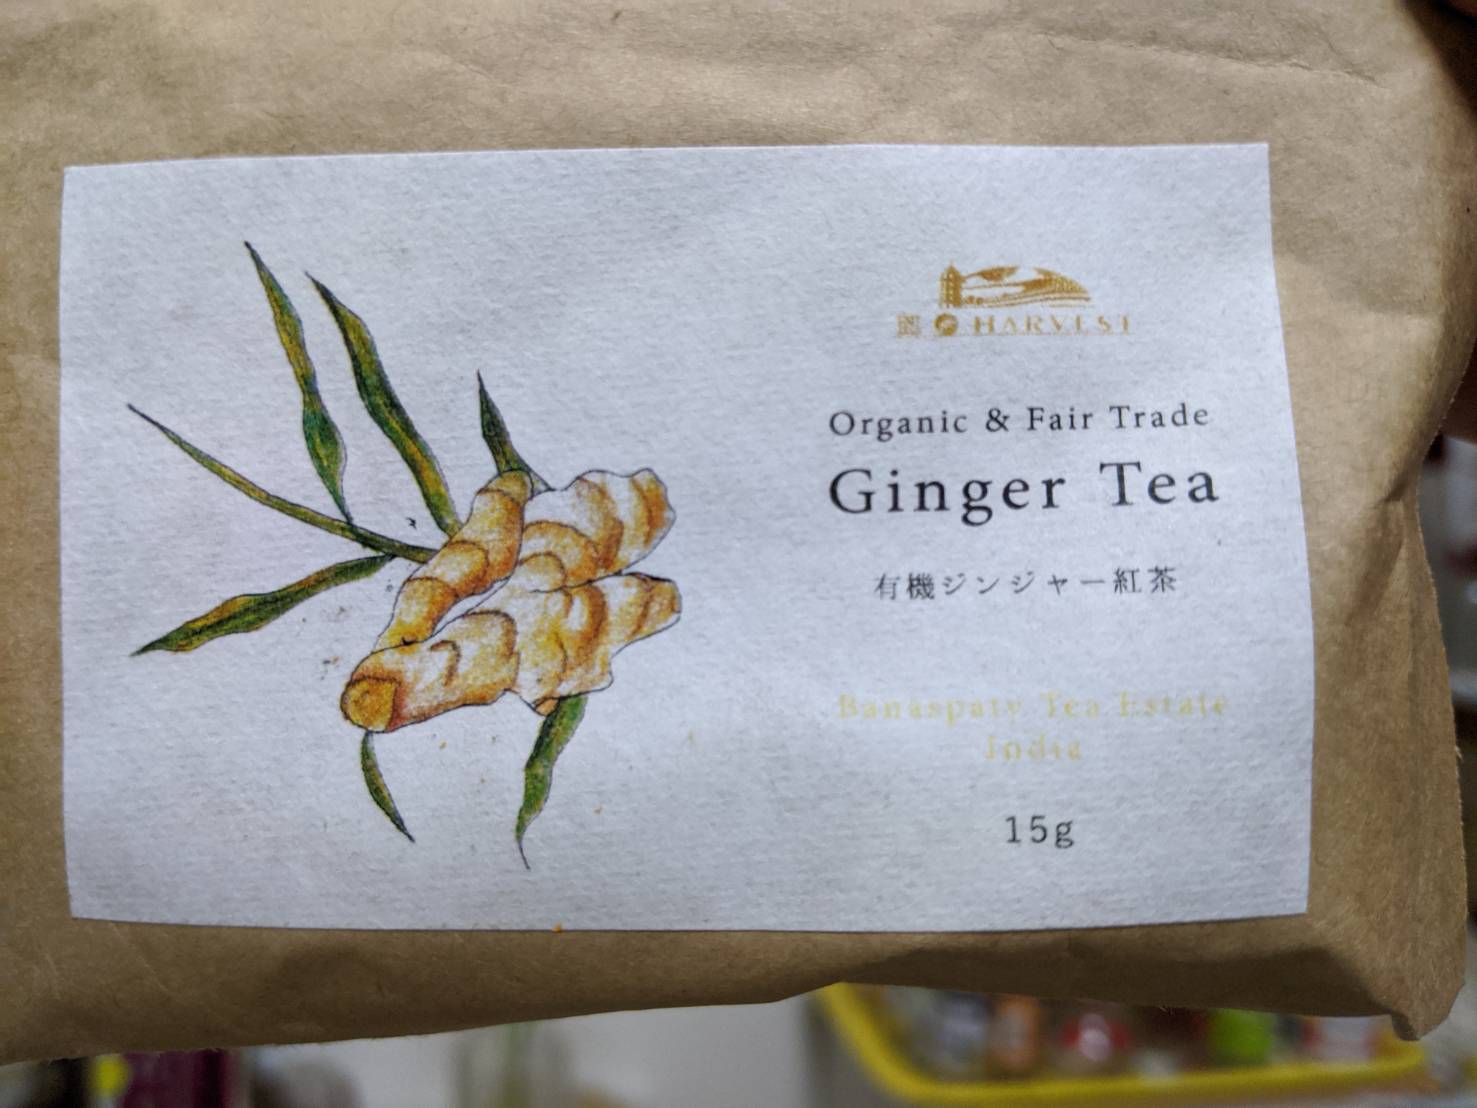 HARVEST
Organic & Fair Trade
Ginger Tea
有機ジンジャー紅茶
Banaspaty Tea Estate
India
15g